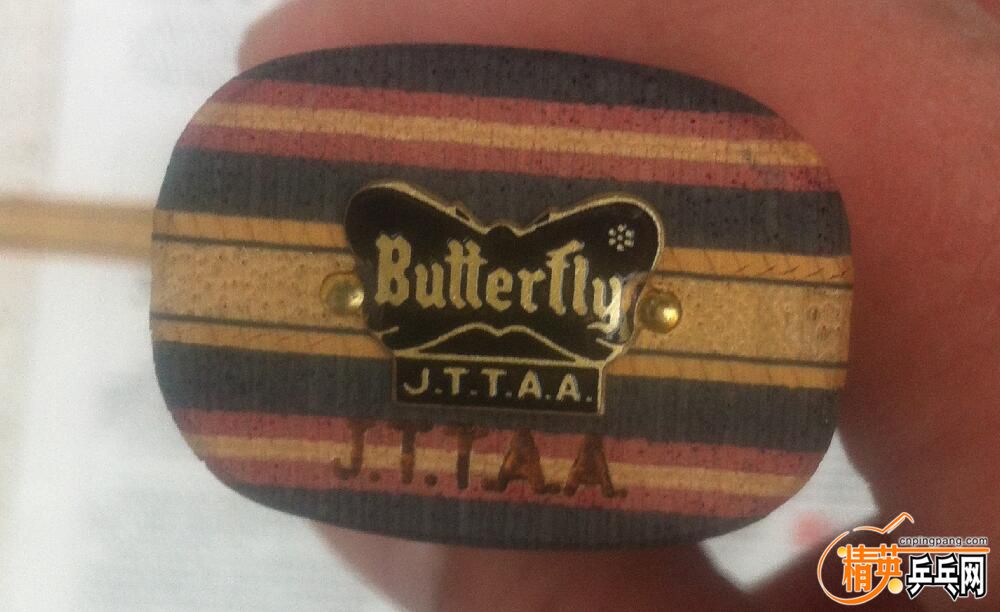 Butterfly
J.T.T.A.A.
J.T.T.A.A.
cnpingpang.com
精英乒乓网